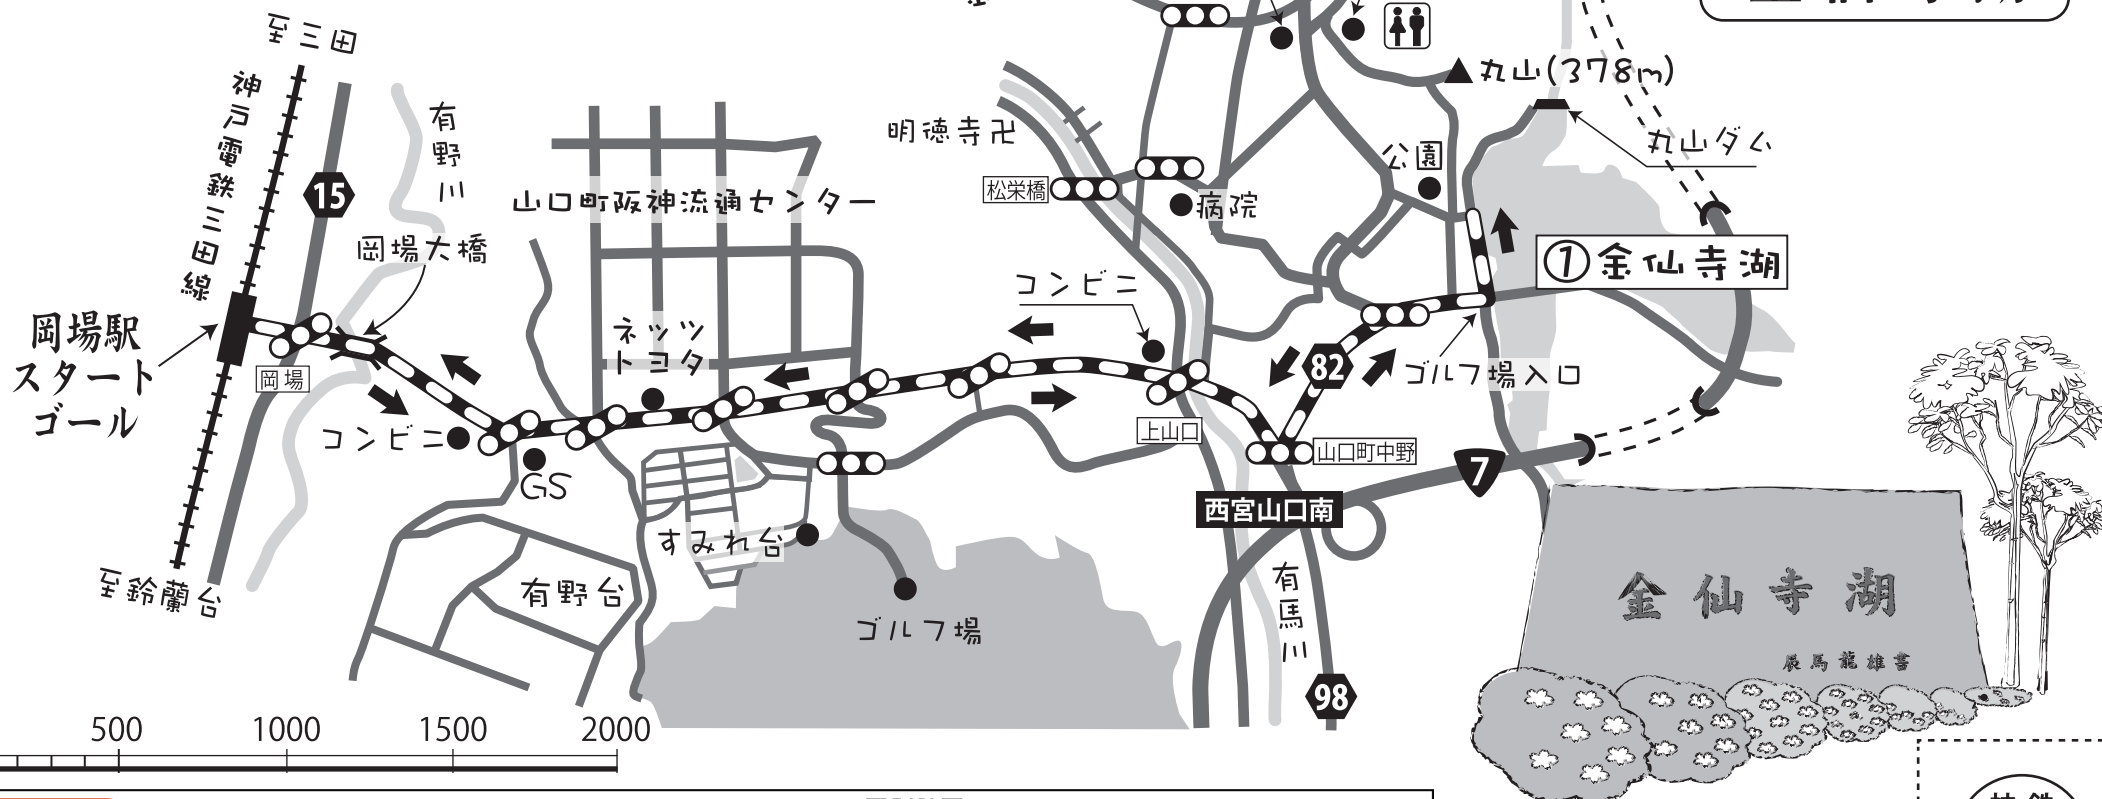 至三田
神戸電鉄三田線
15
有野川
岡場大橋
岡場駅
スタート
ゴール
岡場
至鈴蘭台
コンビニ
GS
山口町阪神流通センター
ネッツ
トヨタ
すみれ台
有野台
ゴルフ場
明徳寺卍
松栄橋
病院
コンビニ
上山口
公園
丸山(378m)
丸山ダム
①金仙寺湖
82
ゴルフ場入口
山口町中野
7
西宮山口南
有馬川
98
金仙寺湖
辰馬龍雄書
500 1000 1500 2000